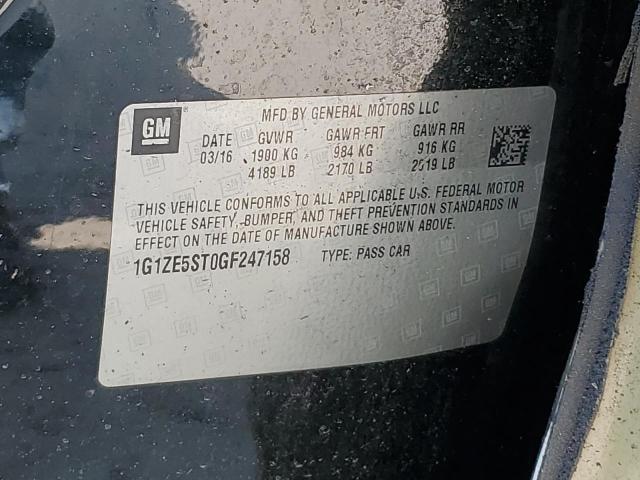 MFD BY GENERAL MOTORS LLC
GM
DATE GVWR GAWR FRT GAWR RR
03/16 1900 KG 984 KG 916 KG
4189 LB 2170 LB 2019 LB
THIS VEHICLE CONFORMS TO ALL APPLICABLE U.S. FEDERAL MOTOR
VEHICLE SAFETY, BUMPER, AND THEFT PREVENTION STANDARDS IN
EFFECT ON THE DATE OF MANUFACTURE SHOWN ABOVE.
1G1ZE5ST0GF247158 TYPE: PASS CAR